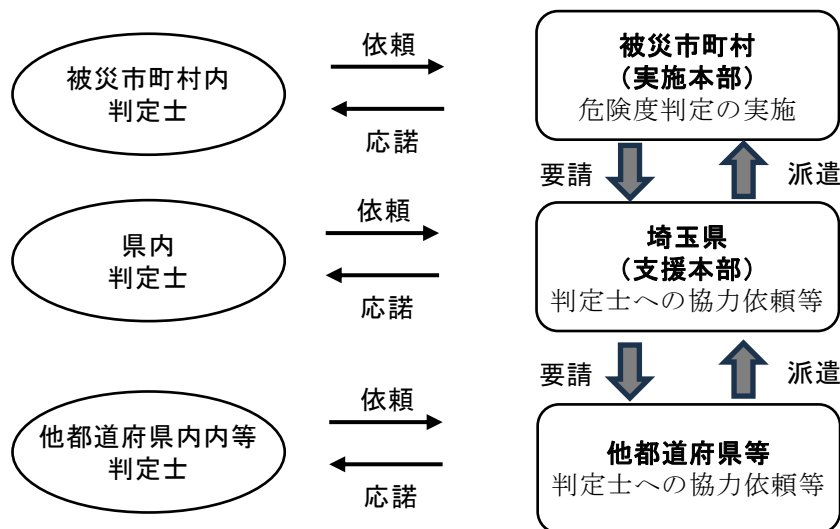 依頼
被災市町村内
判定士
応諾
被災市町村
（実施本部）
危険度判定の実施
要請
派遣
依頼
県内
判定士
応諾
埼玉県
（支援本部）
判定士への協力依頼等
要請
派遣
依頼
他都道府県内内等
判定士
応諾
他都道府県等
判定士への協力依頼等